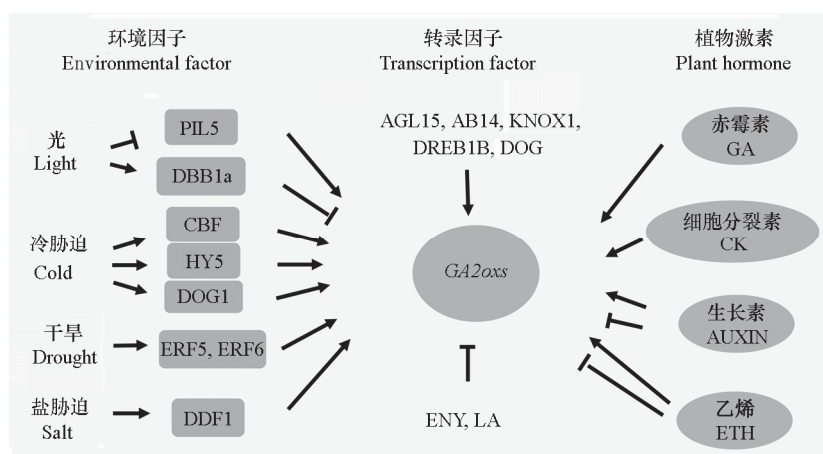 环境因子
Environmental factor
转录因子
Transcription factor
植物激素
Plant hormone
光
Light
PIL5
DBB1a
冷胁迫
Cold
CBF
HY5
DOG1
干旱
Drought
ERF5, ERF6
盐胁迫
Salt
DDF1
AGL15, AB14, KNOX1,
DREB1B, DOG
GA2oxs
ENY, LA
赤霉素
GA
细胞分裂素
CK
生长素
AUXIN
乙烯
ETH